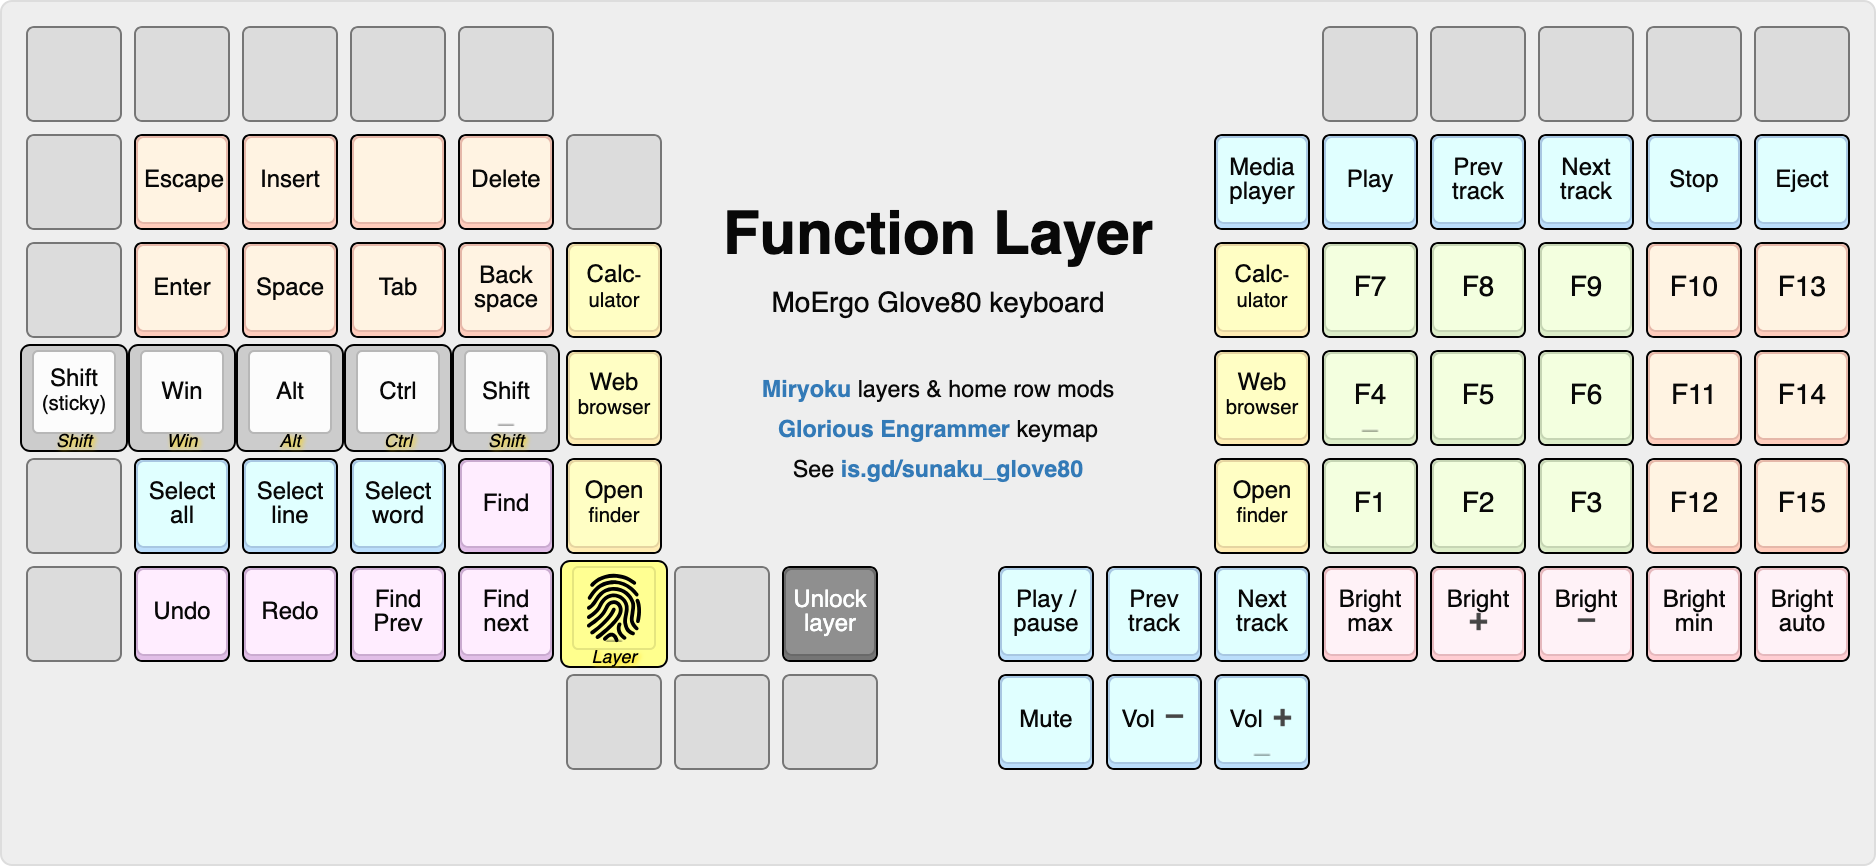 Escape
Insert
Delete
Media
player
Play
Prev
track
Next
track
Stop
Eject
Function Layer
MoErgo Glove80 keyboard
Enter
Space
Tab
Back
space
Calc-
ulator
Calc-
ulator
F7
F8
F9
F10
F13
Shift
(sticky)
Shift
Win
Win
Alt
Alt
Ctrl
Ctrl
Shift
_
Shift
Web
browser
Miryoku layers & home row mods
Glorious Engrammer keymap
See is.gd/sunaku_glove80
Web
browser
F4
_
F5
F6
F11
F14
Select
all
Select
line
Select
word
Find
Open
finder
Open
finder
F1
F2
F3
F12
F15
Undo
Redo
Find
Prev
Find
next
Layer
Unlock
layer
Play /
pause
Prev
track
Next
track
Bright
max
Bright
+
Bright
−
Bright
min
Bright
auto
Mute
Vol −
Vol +
_